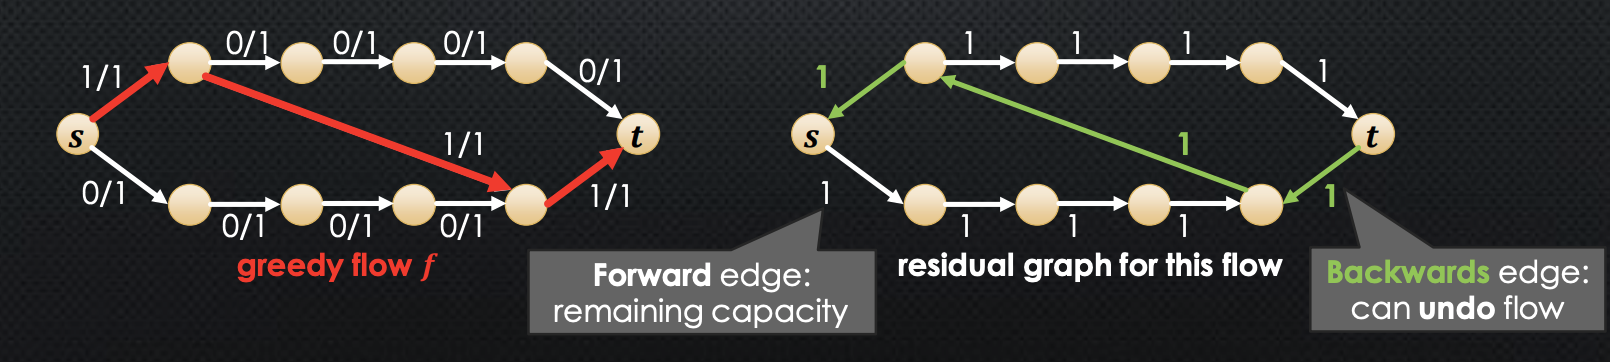 0/1 0/1 0/1
1/1 0/1
s t
1/1
0/1 1/1
0/1 0/1 0/1
greedy flow f
1 1 1
1 1
s t
1
1 1
1 1 1
residual graph for this flow
Forward edge:
remaining capacity
Backwards edge:
can undo flow